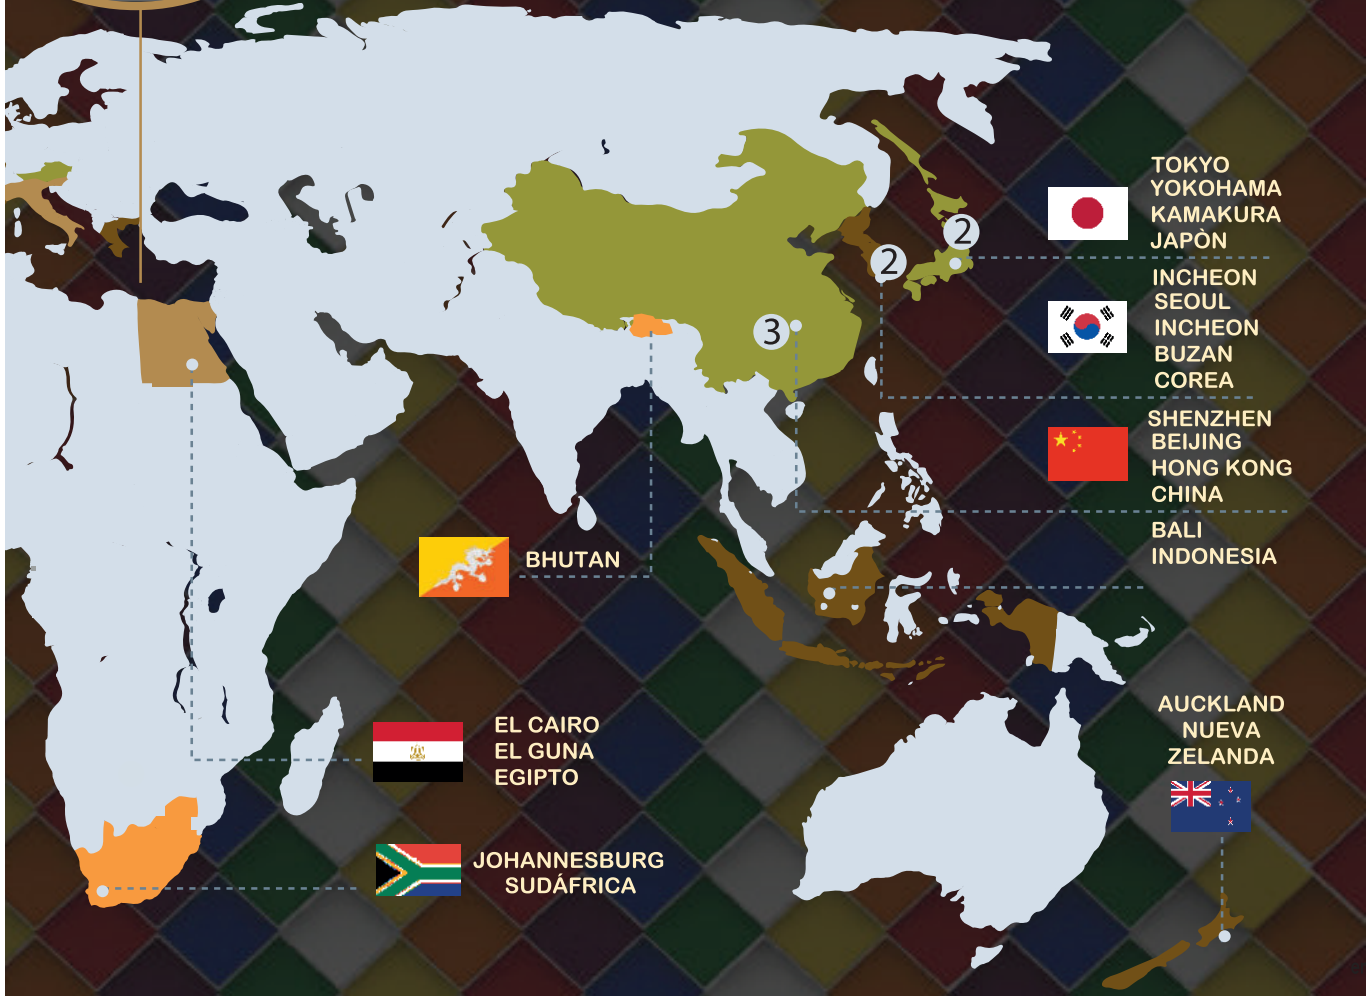 TOKYO
YOKOHAMA
KAMAKURA
JAPÒN
2
2
INCHEON
SEOUL
INCHEON
BUZAN
COREA
3
SHENZHEN
BEIJING
HONG KONG
CHINA
BALI
INDONESIA
BHUTAN
AUCKLAND
NUEVA
ZELANDA
EL CAIRO
EL GUNA
EGIPTO
JOHANNESBURG
SUDÁFRICA